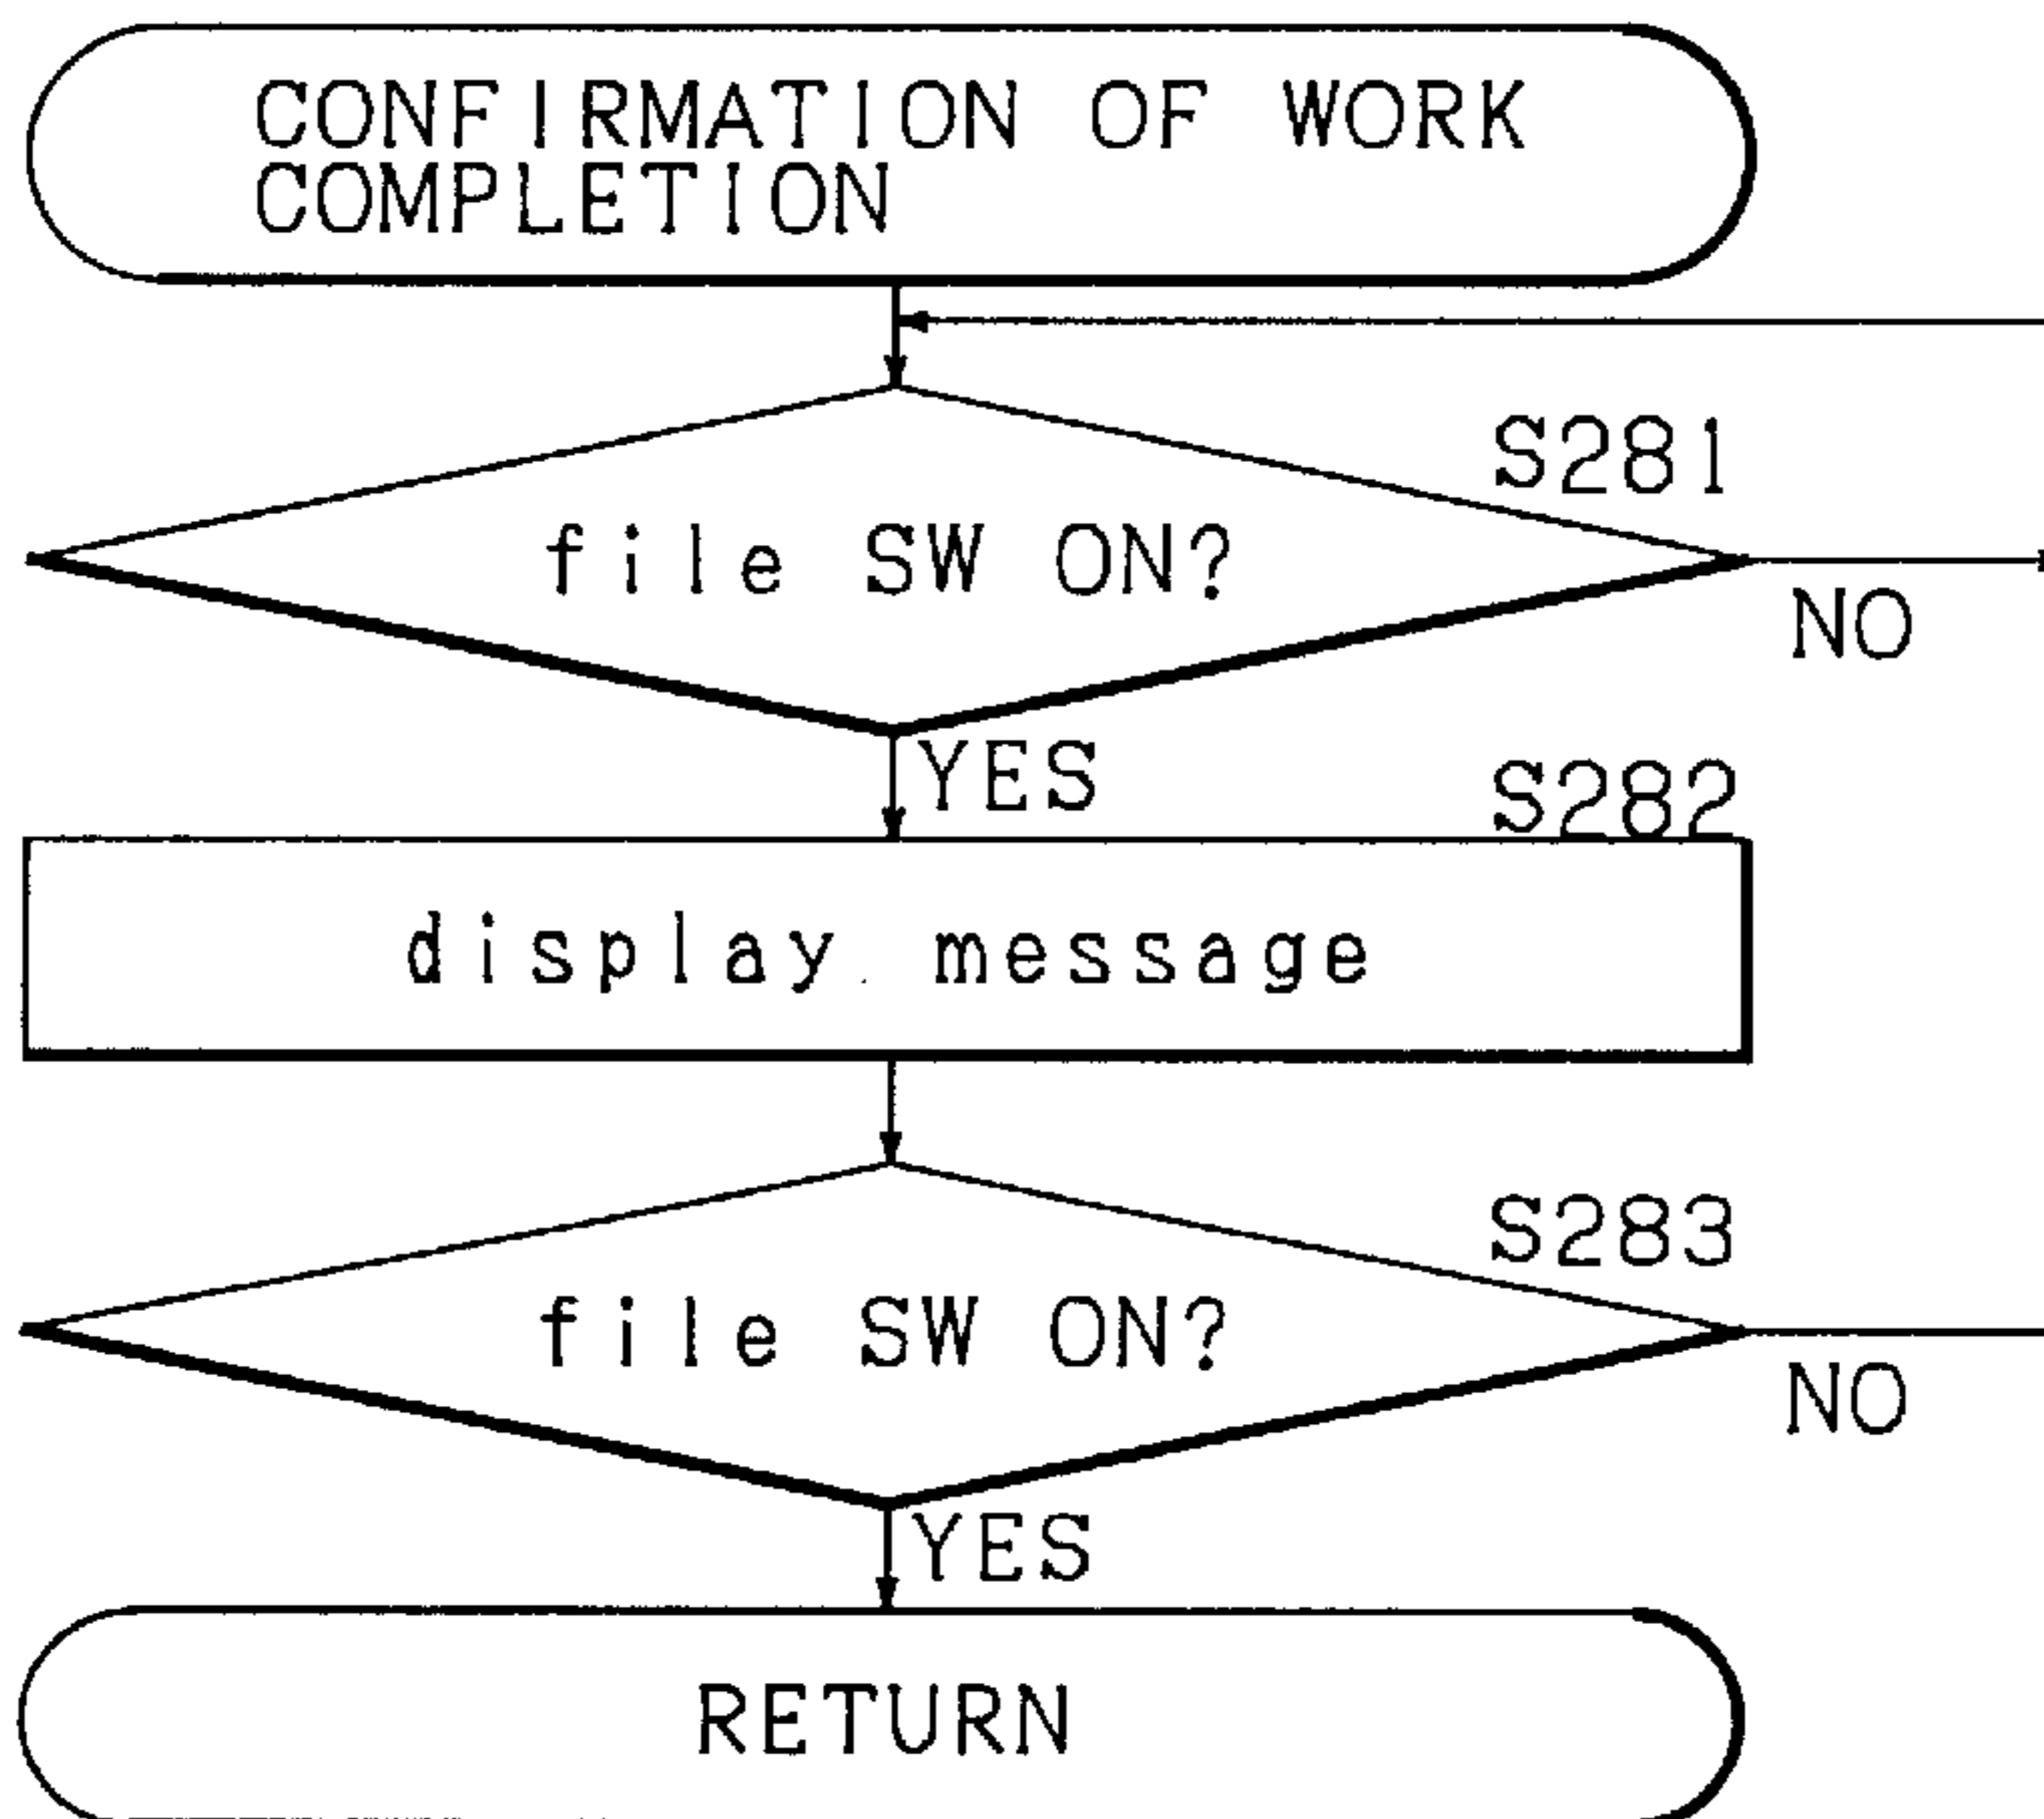 CONFIRMATION OF WORK
COMPLETION
S281
file SW ON?
NO
YES
S282
display message
S283
file SW ON?
NO
YES
RETURN